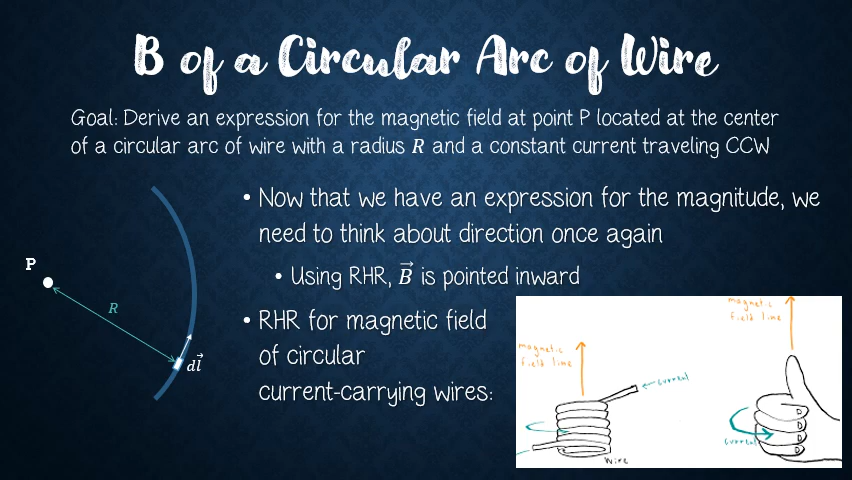 B of a Circular Arc of Wire
Goal: Derive an expression for the magnetic field at point P located at the center
of a circular arc of wire with a radius R and a constant current traveling CCW
• Now that we have an expression for the magnitude, we
need to think about direction once again
• Using RHR, B⃗ is pointed inward
• RHR for magnetic field
of circular
current-carrying wires:
P
R
dl⃗
magnetic
field line
current
wire
magnetic
field line
current